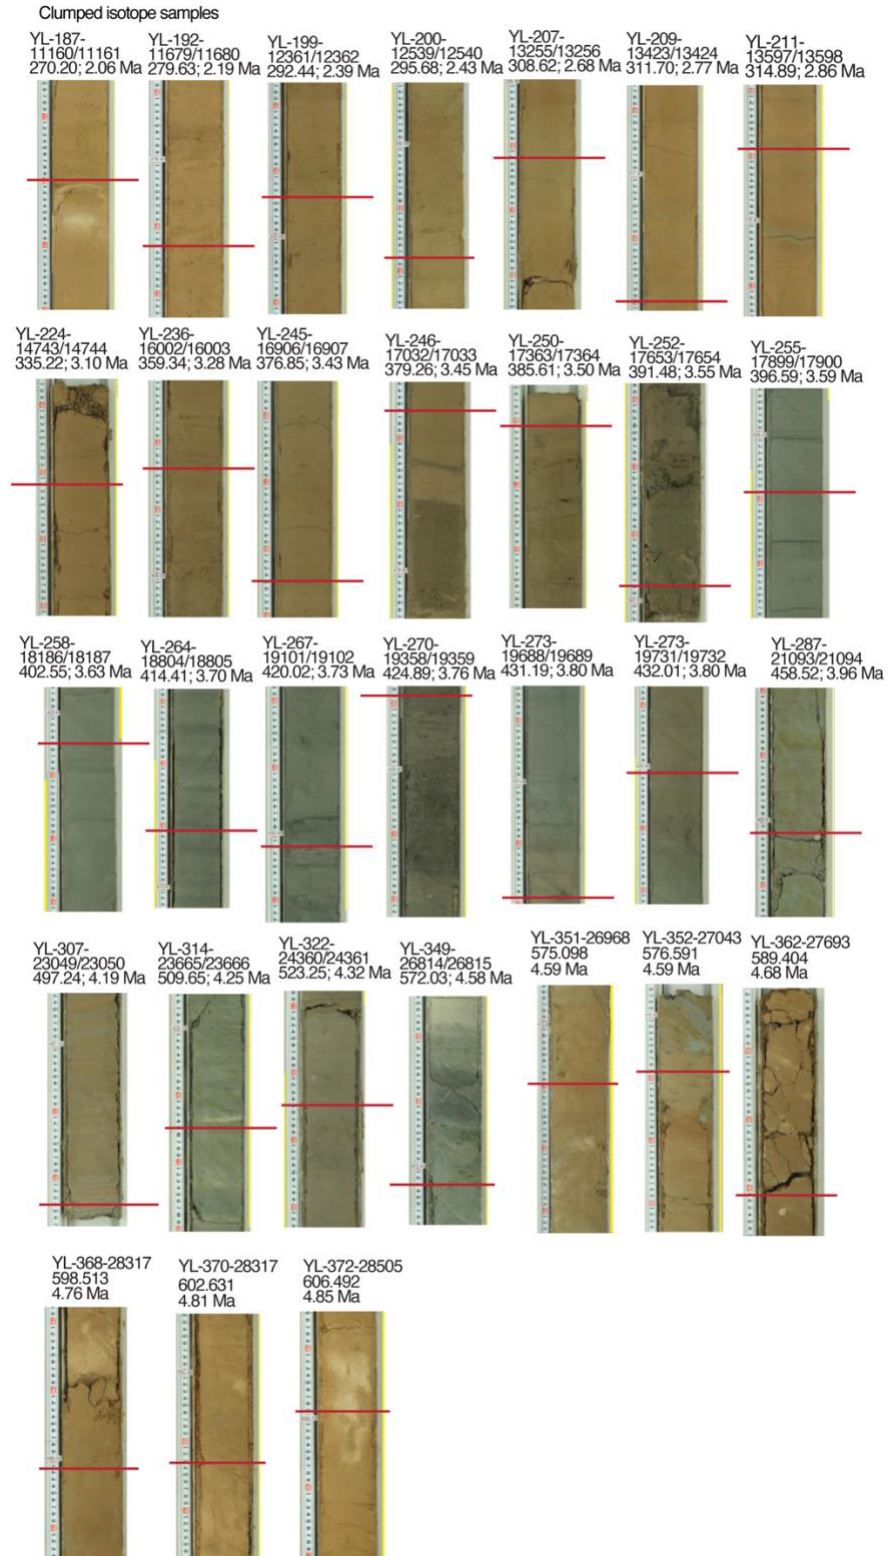 Clumped isotope samples
YL-187-
11160/11161
270.20; 2.06 Ma
YL-192-
11679/11680
279.63; 2.19 Ma
YL-199-
12361/12362
292.44; 2.39 Ma
YL-200-
12539/12540
295.68; 2.43 Ma
YL-207-
13255/13256
308.62; 2.68 Ma
YL-209-
13423/13424
311.70; 2.77 Ma
YL-211-
13597/13598
314.89; 2.86 Ma
YL-224-
14743/14744
335.22; 3.10 Ma
YL-236-
16002/16003
359.34; 3.28 Ma
YL-245-
16906/16907
376.85; 3.43 Ma
YL-246-
17032/17033
379.26; 3.45 Ma
YL-250-
17363/17364
385.61; 3.50 Ma
YL-252-
17653/17654
391.48; 3.55 Ma
YL-255-
17899/17900
396.59; 3.59 Ma
YL-258-
18186/18187
402.55; 3.63 Ma
YL-264-
18804/18805
414.41; 3.70 Ma
YL-267-
19101/19102
420.02; 3.73 Ma
YL-270-
19358/19359
424.89; 3.76 Ma
YL-273-
19688/19689
431.19; 3.80 Ma
YL-273-
19731/19732
432.01; 3.80 Ma
YL-287-
21093/21094
458.52; 3.96 Ma
YL-307-
23049/23050
497.24; 4.19 Ma
YL-314-
23665/23666
509.65; 4.25 Ma
YL-322-
24360/24361
523.25; 4.32 Ma
YL-349-
26814/26815
572.03; 4.58 Ma
YL-351-26968
575.098
4.59 Ma
YL-352-27043
576.591
4.59 Ma
YL-362-27693
589.404
4.68 Ma
YL-368-28317
598.513
4.76 Ma
YL-370-28317
602.631
4.81 Ma
YL-372-28505
606.492
4.85 Ma